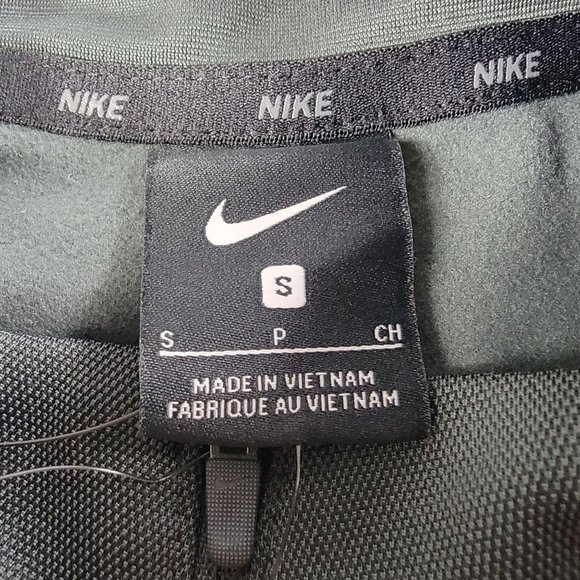 NIKE NIKE NIKE
S
S P CH
MADE IN VIETNAM
FABRIQUE AU VIETNAM